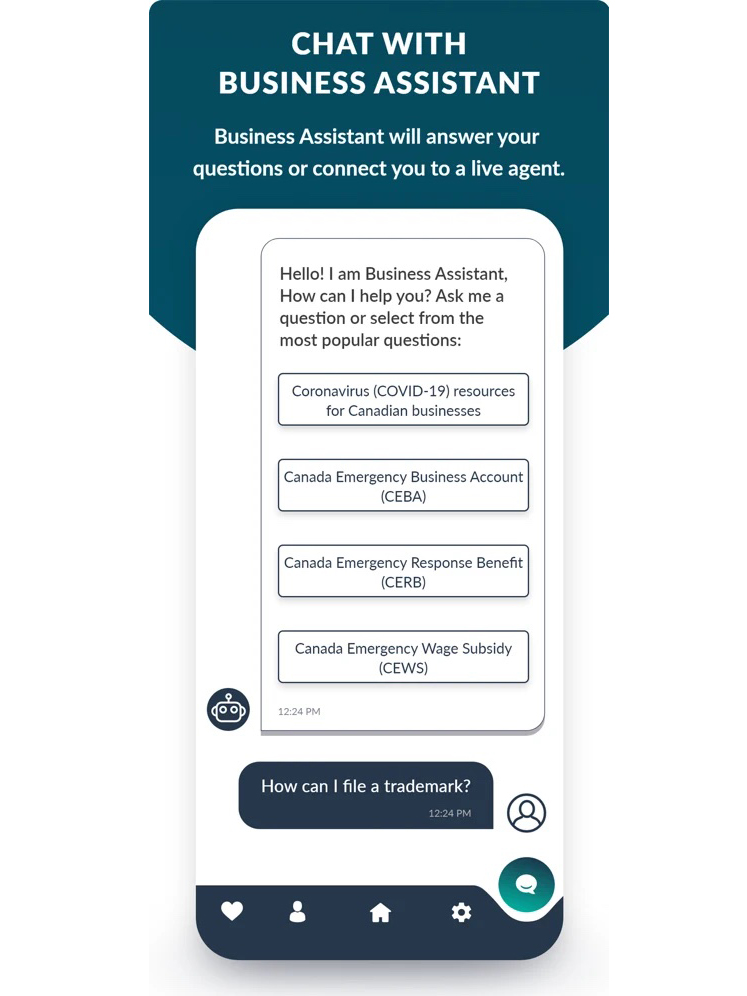 CHAT WITH
BUSINESS ASSISTANT
Business Assistant will answer your
questions or connect you to a live agent.
Hello! I am Business Assistant,
How can I help you? Ask me a
question or select from the
most popular questions:
Coronavirus (COVID-19) resources
for Canadian businesses
Canada Emergency Business Account
(CEBA)
Canada Emergency Response Benefit
(CERB)
Canada Emergency Wage Subsidy
(CEWS)
12:24 PM
How can I file a trademark?
12:24 PM